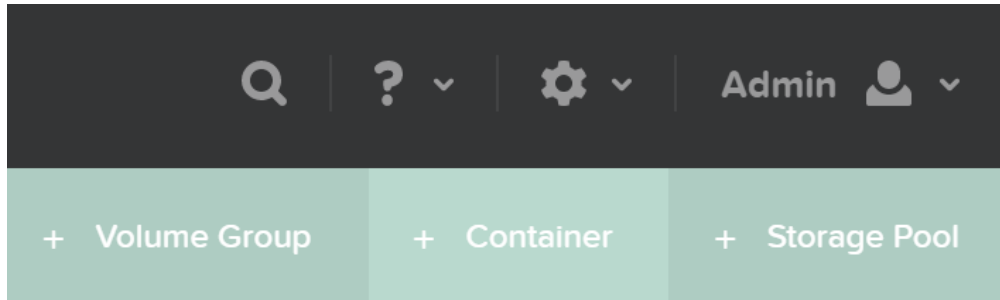 Admin
+ Volume Group + Container + Storage Pool